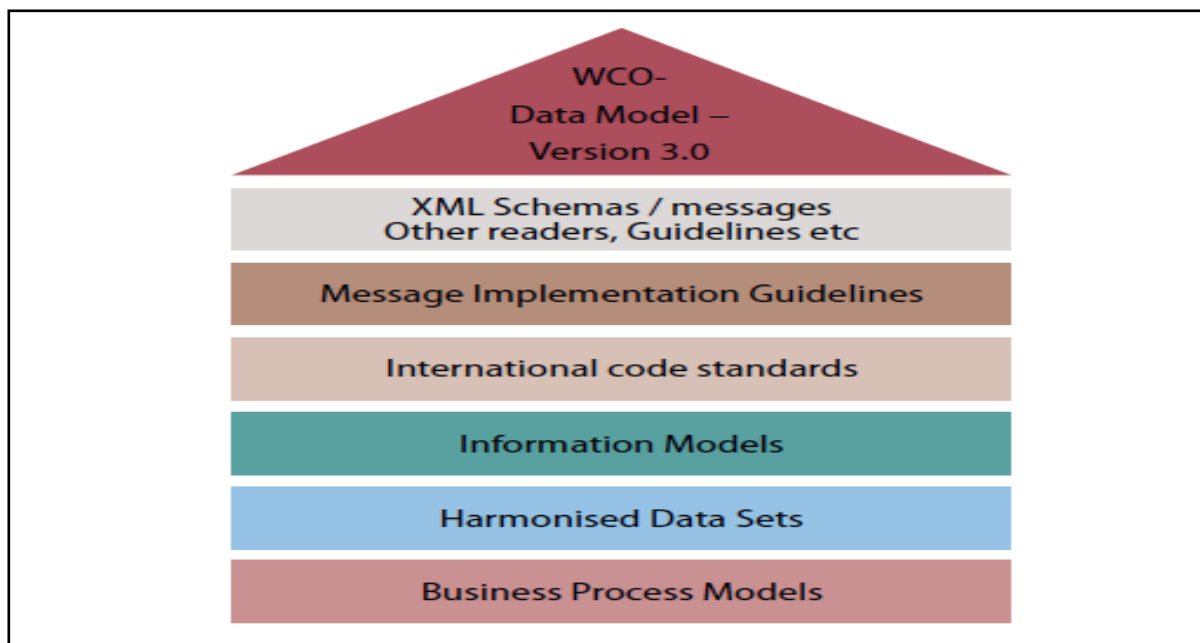 WCO-
Data Model –
Version 3.0
XML Schemas / messages
Other readers, Guidelines etc
Message Implementation Guidelines
International code standards
Information Models
Harmonised Data Sets
Business Process Models